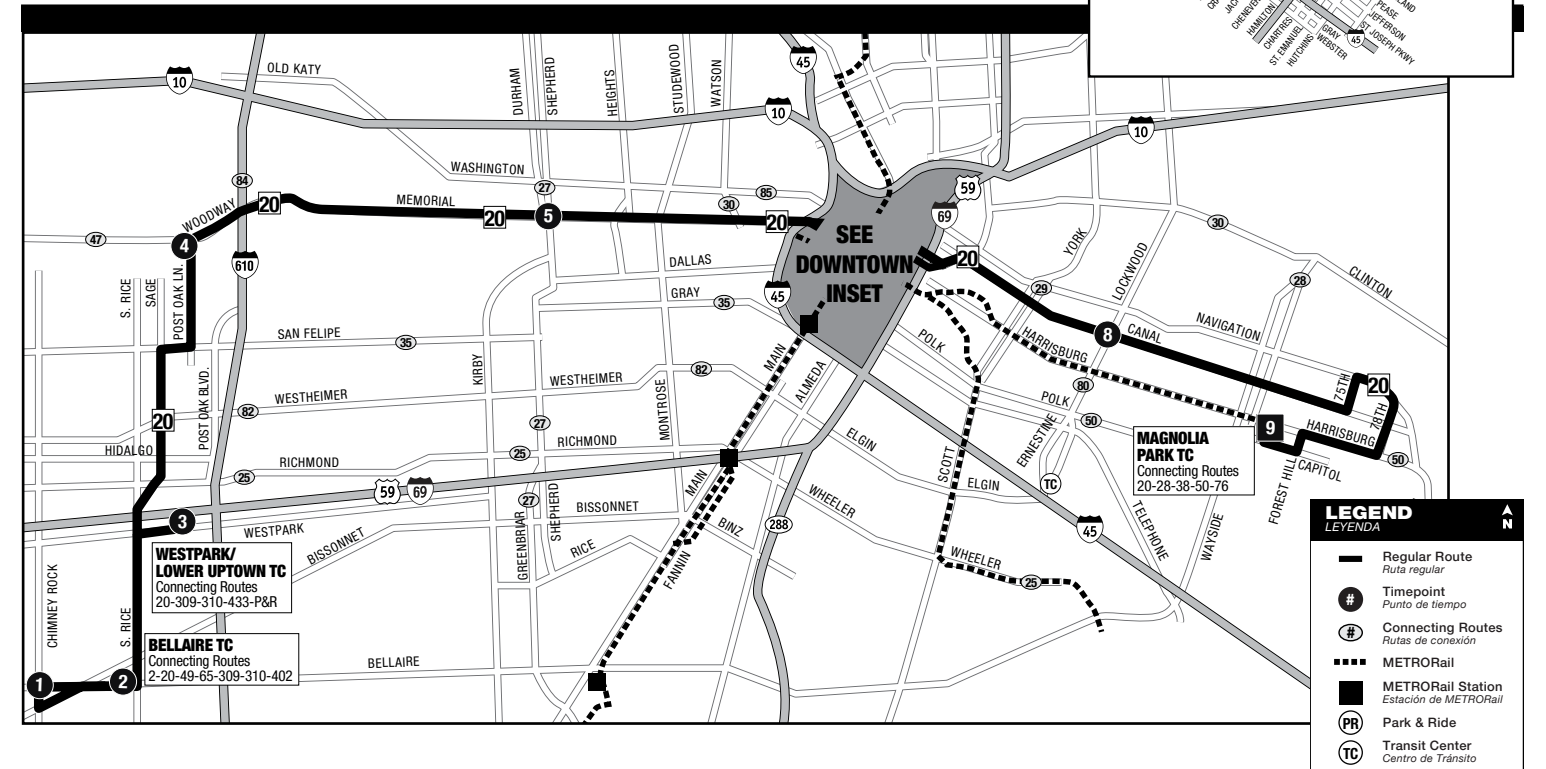 JAC
CHENEVER
HAMILTON
CHARTRES
ST. EMANUEL
HUTCHINS
GRAY
WEBSTER
45
PEASE
JEFFERSON
ST. JOSEPH PKWY
10
OLD KATY
DURHAM
SHEPHERD
HEIGHTS
STUDEWOOD
WATSON
45
10
10
WASHINGTON
84
27
85
30
59
69
30
WOODWAY
20
MEMORIAL
20
5
20
47
4
610
SEE
DOWNTOWN
INSET
20
YORK
LOCKWOOD
28
CLINTON
S. RICE
SAGE
POST OAK LN.
DALLAS
GRAY
35
45
29
NAVIGATION
SAN FELIPE
35
POLK
HARRISBURG
8
CANAL
KIRBY
MAIN
ALMEDA
WESTHEIMER
82
80
75TH
20
78TH
POST OAK BLVD.
82
WESTHEIMER
MONTROSE
POLK
50
20
27
ELGIN
ERNESTINE
9
HARRISBURG
50
HIDALGO
RICHMOND
25
RICHMOND
25
SCOTT
MAGNOLIA
PARK TC
Connecting Routes
20-28-38-50-76
FOREST HILL
CAPITOL
59
69
27
MAIN
WHEELER
ELGIN
TC
3
WESTPARK
BISSONNET
GREENBRIAR
SHEPHERD
BISSONNET
BINZ
288
45
TELEPHONE
WAYSIDE
WESTPARK/
LOWER UPTOWN TC
Connecting Routes
20-309-310-433-P&R
RICE
FANNIN
WHEELER
25
CHIMNEY ROCK
S. RICE
BELLAIRE TC
Connecting Routes
2-20-49-65-309-310-402
BELLAIRE
1
2
LEGEND
LEYENDA
N
Regular Route
Ruta regular
#
Timepoint
Punto de tiempo
#
Connecting Routes
Rutas de conexión
METRORail
METRORail Station
Estación de METRORail
PR
Park & Ride
TC
Transit Center
Centro de Tránsito